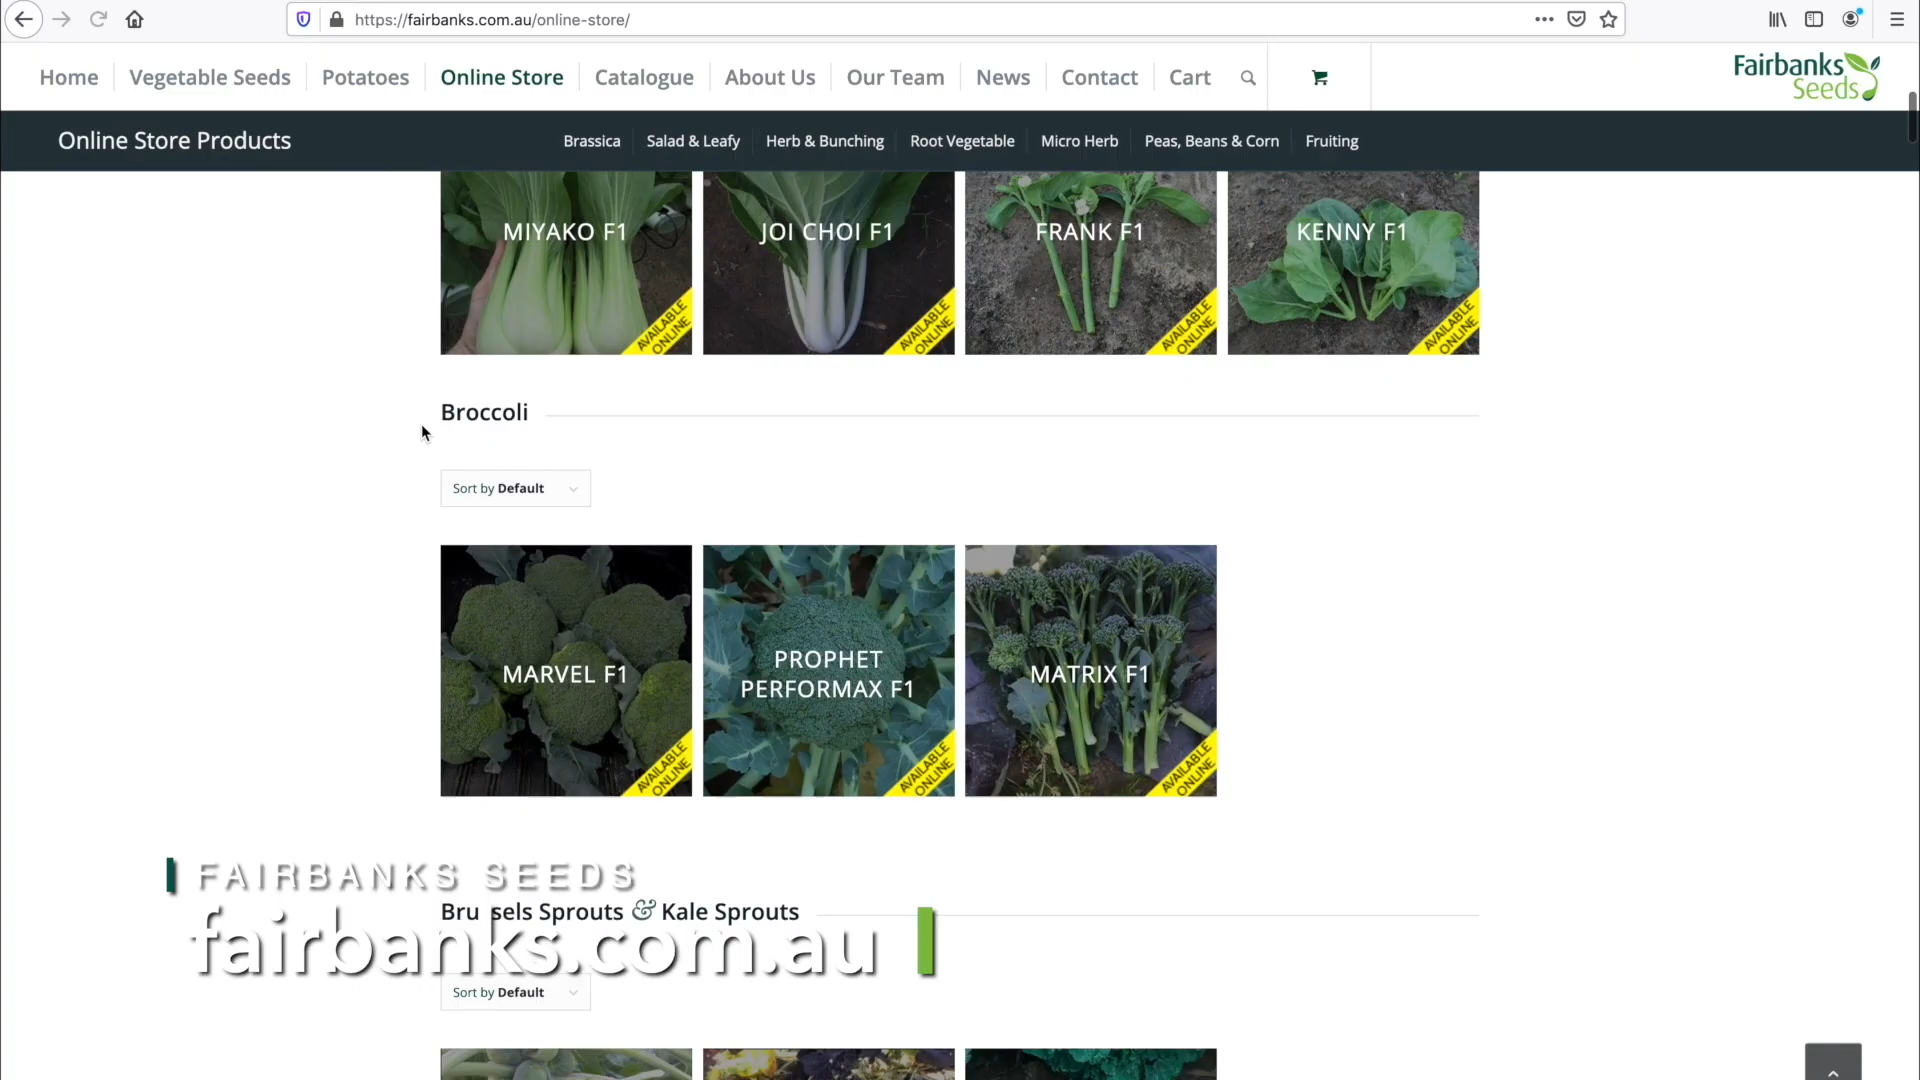 https://fairbanks.com.au/online-store/
Home
Vegetable Seeds
Potatoes
Online Store
Catalogue
About Us
Our Team
News
Contact
Cart
Fairbanks
Seeds
Online Store Products
Brassica
Salad & Leafy
Herb & Bunching
Root Vegetable
Micro Herb
Peas, Beans & Corn
Fruiting
MIYAKO F1
JOI CHOI F1
FRANK F1
KENNY F1
AVAILABLE
ONLINE
AVAILABLE
ONLINE
AVAILABLE
ONLINE
AVAILABLE
ONLINE
Broccoli
Sort by Default
MARVEL F1
PROPHET
PERFORMAX F1
MATRIX F1
AVAILABLE
ONLINE
AVAILABLE
ONLINE
AVAILABLE
ONLINE
FAIRBANKS SEEDS
Brussels Sprouts & Kale Sprouts
fairbanks.com.au
Sort by Default